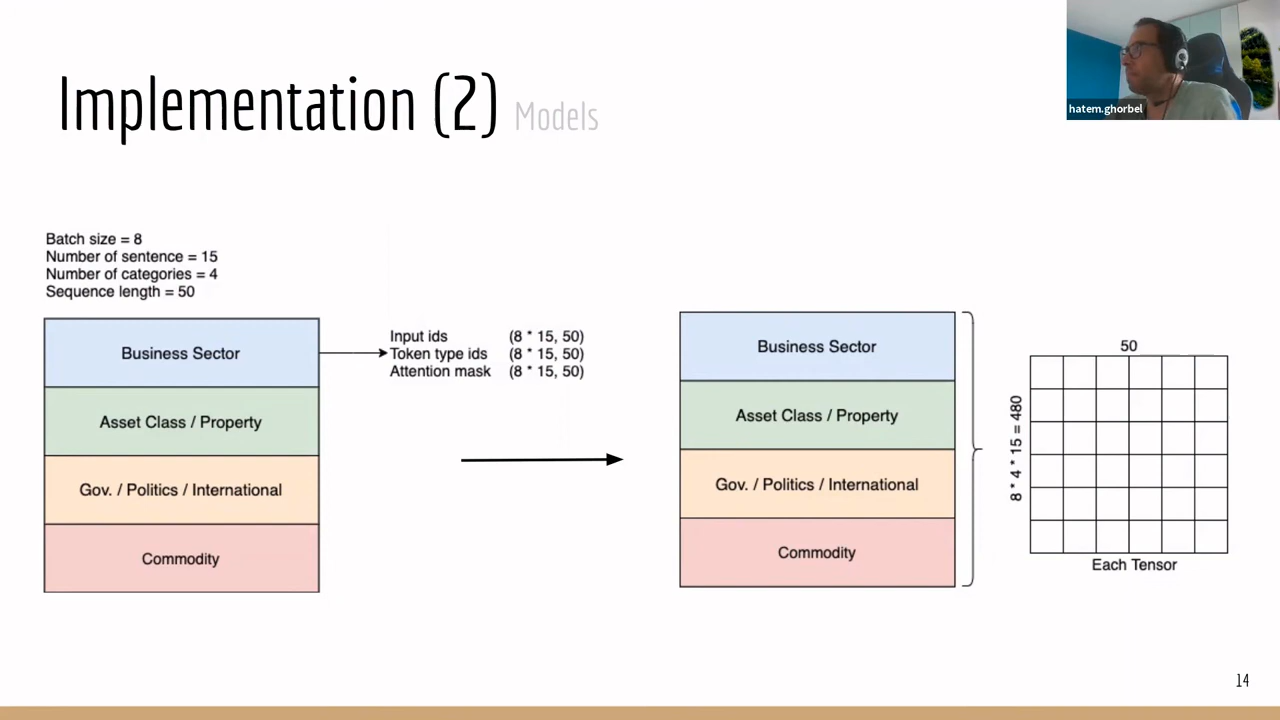 Implementation (2) Models
hatem.ghorbel
Batch size = 8
Number of sentence = 15
Number of categories = 4
Sequence length = 50
Business Sector
Asset Class / Property
Gov. / Politics / International
Commodity
Input ids (8 * 15, 50)
Token type ids (8 * 15, 50)
Attention mask (8 * 15, 50)
Business Sector
Asset Class / Property
Gov. / Politics / International
Commodity
50
8 * 4 * 15 = 480
Each Tensor
14